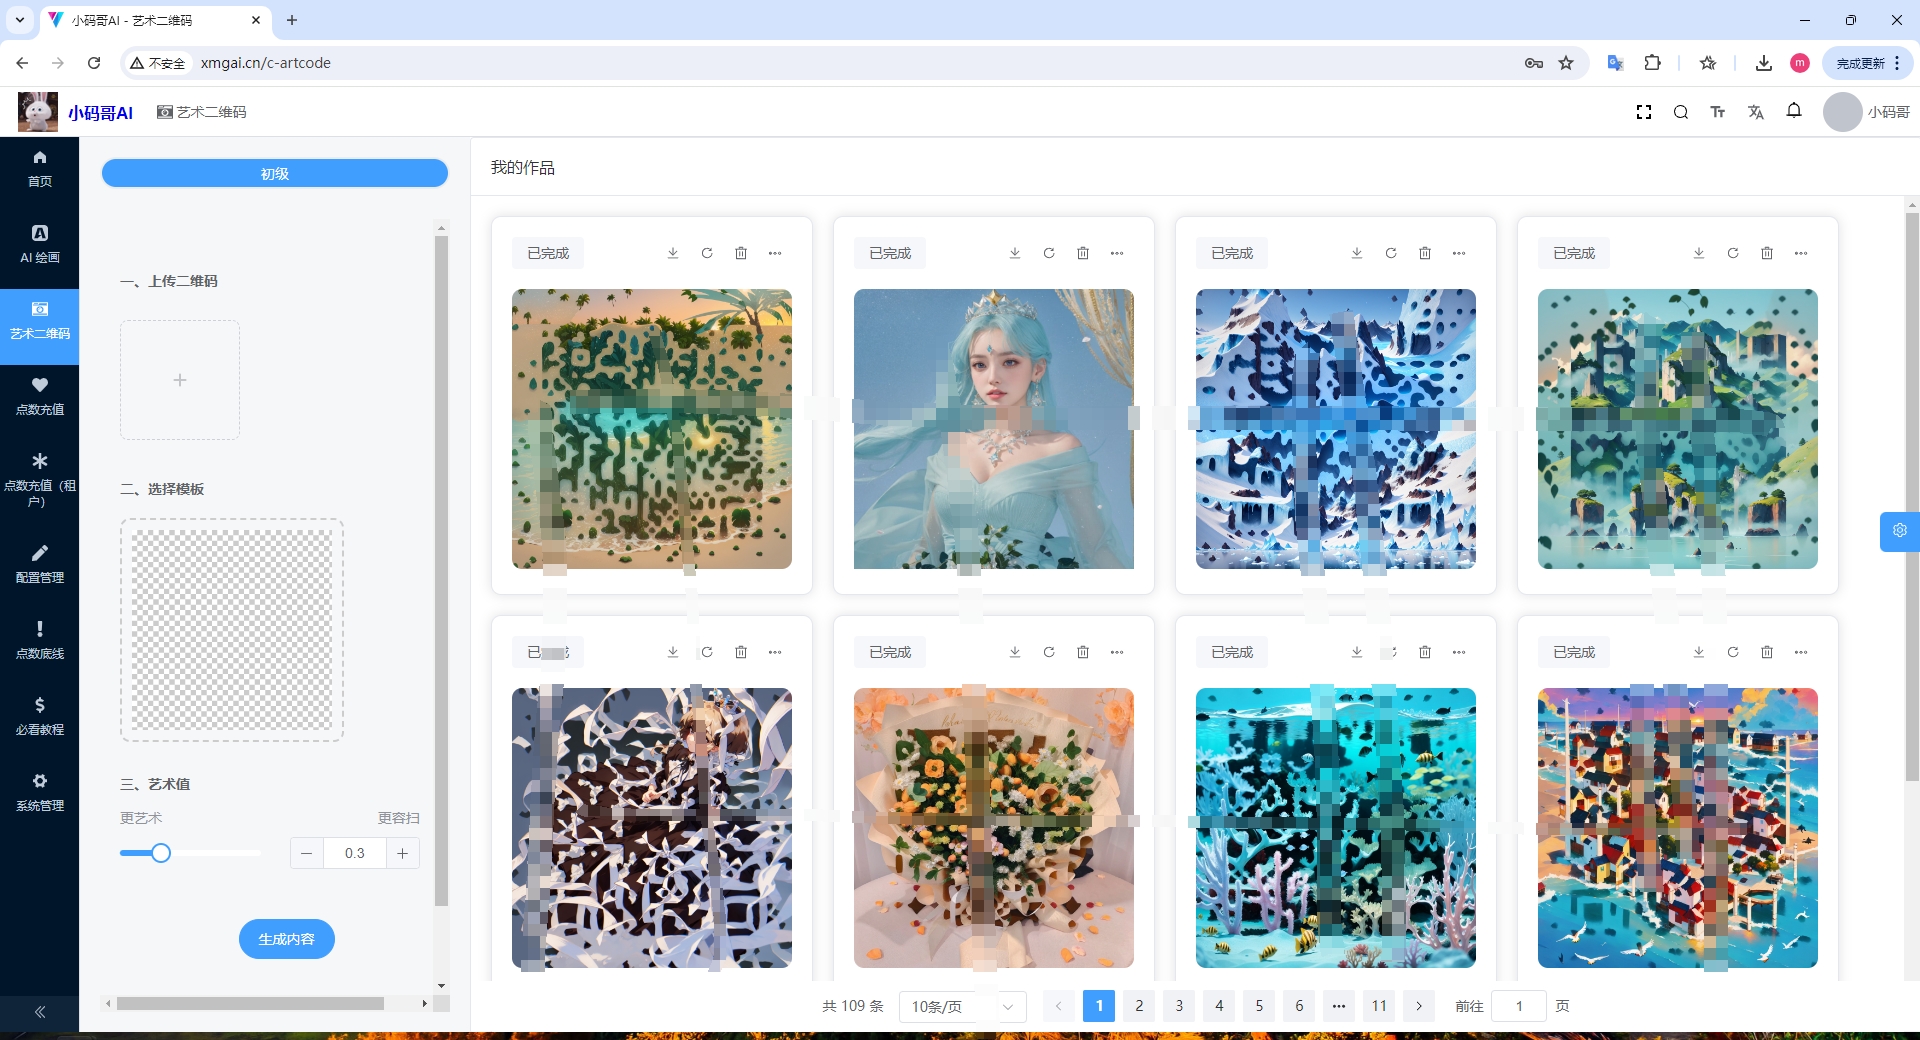 小码哥AI - 艺术二维码
不安全
xmgai.cn/c-artcode
m
完成更新
小码哥AI
艺术二维码
小码哥
首页
AI 绘画
艺术二维码
点数充值
点数充值（租
户）
配置管理
点数底线
必看教程
系统管理
初级
一、上传二维码
二、选择模板
三、艺术值
更艺术
更容扫
0.3
生成内容
我的作品
已完成
已完成
已完成
已完成
已 成
已完成
已完成
已完成
共 109 条
10条/页
1
2
3
4
5
6
11
前往
1
页